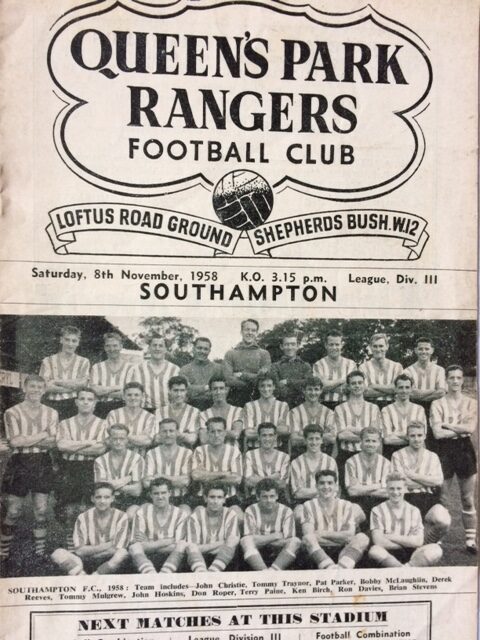 QUEEN'S PARK
RANGERS
FOOTBALL CLUB
LOFTUS ROAD GROUND SHEPHERDS BUSH.W.12
Saturday, 8th November, 1958 K.O. 3.15 p.m. League, Div. III
SOUTHAMPTON
SOUTHAMPTON F.C., 1958: Team includes—John Christie, Tommy Traynor, Pat Parker, Bobby McLaughlin, Derek
Reeves, Tommy Mulgrew, John Hoskins, Don Roper, Terry Paine, Ken Birch, Ron Davies, Brian Stevens
NEXT MATCHES AT THIS STADIUM
League Division III Football Combination